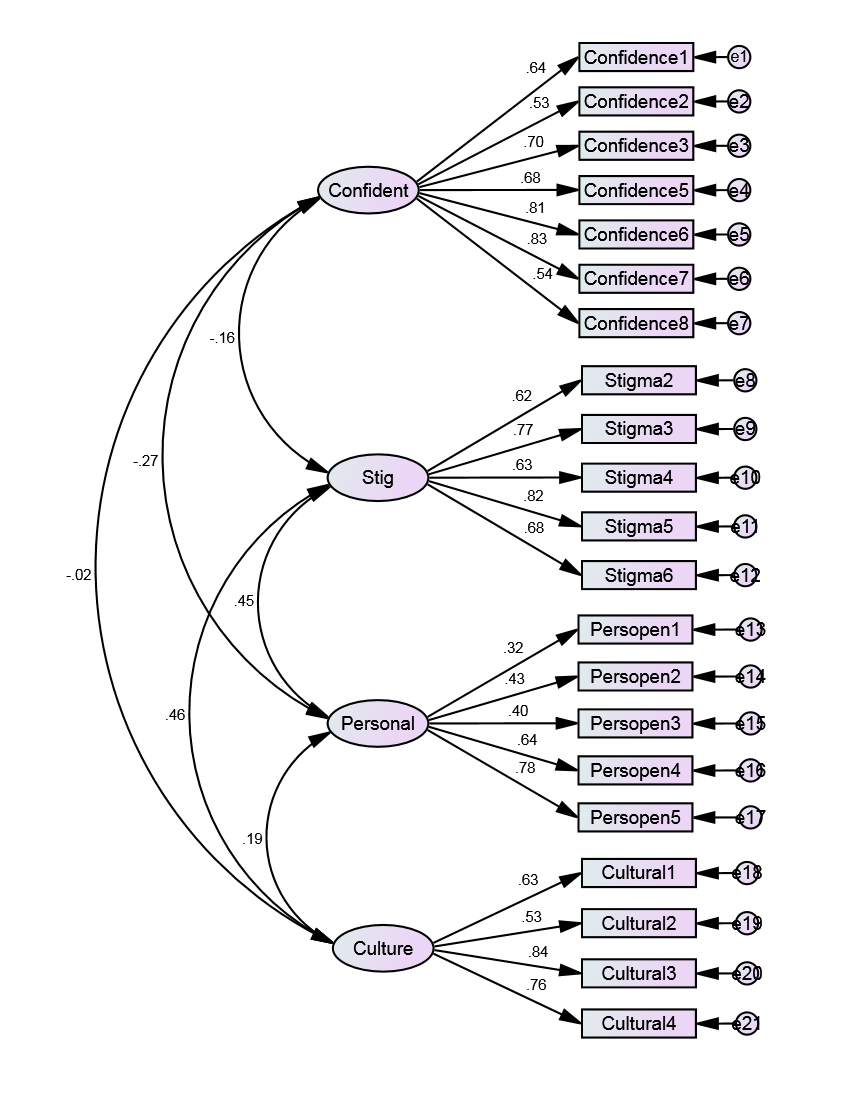 Confidence1 e1
.64
Confidence2 e2
.53
Confidence3 e3
.70
Confident
.68
Confidence5 e4
.81
Confidence6 e5
.83
Confidence7 e6
.54
Confidence8 e7
-.16
Stigma2 e8
.62
Stigma3 e9
.77
-.27
Stig
.63
Stigma4 e10
.82
Stigma5 e11
.68
Stigma6 e12
-.02
.45
Persopen1 e13
.32
Persopen2 e14
.43
.46
Personal
.40
Persopen3 e15
.64
Persopen4 e16
.78
Persopen5 e17
.19
Cultural1 e18
.63
Cultural2 e19
.53
Culture
.84
Cultural3 e20
.76
Cultural4 e21